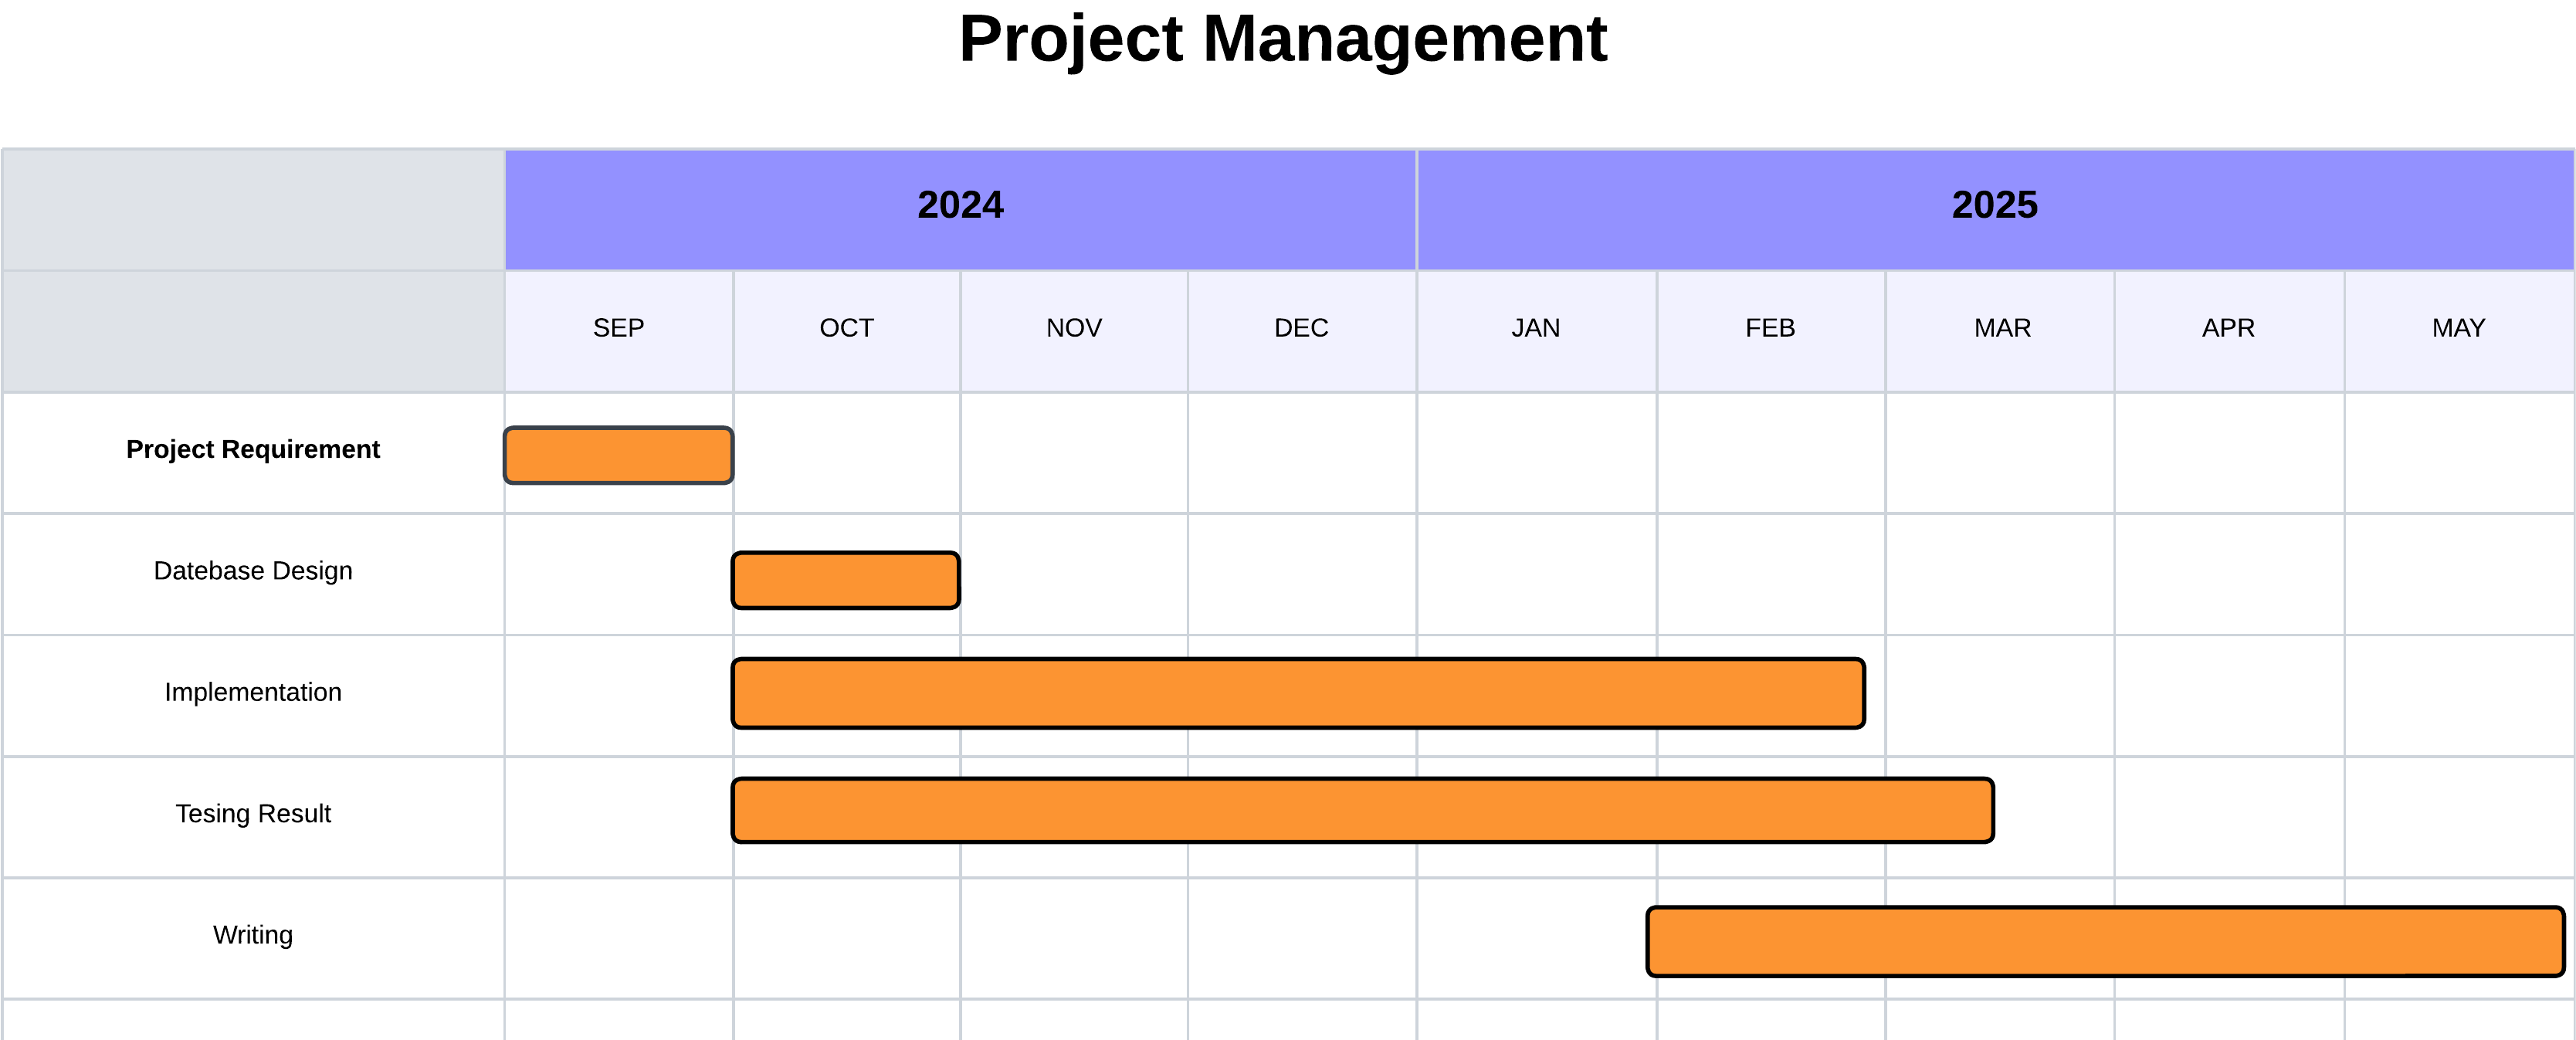 Project Management
2024 2025
SEP OCT NOV DEC JAN FEB MAR APR MAY
Project Requirement
Datebase Design
Implementation
Tesing Result
Writing